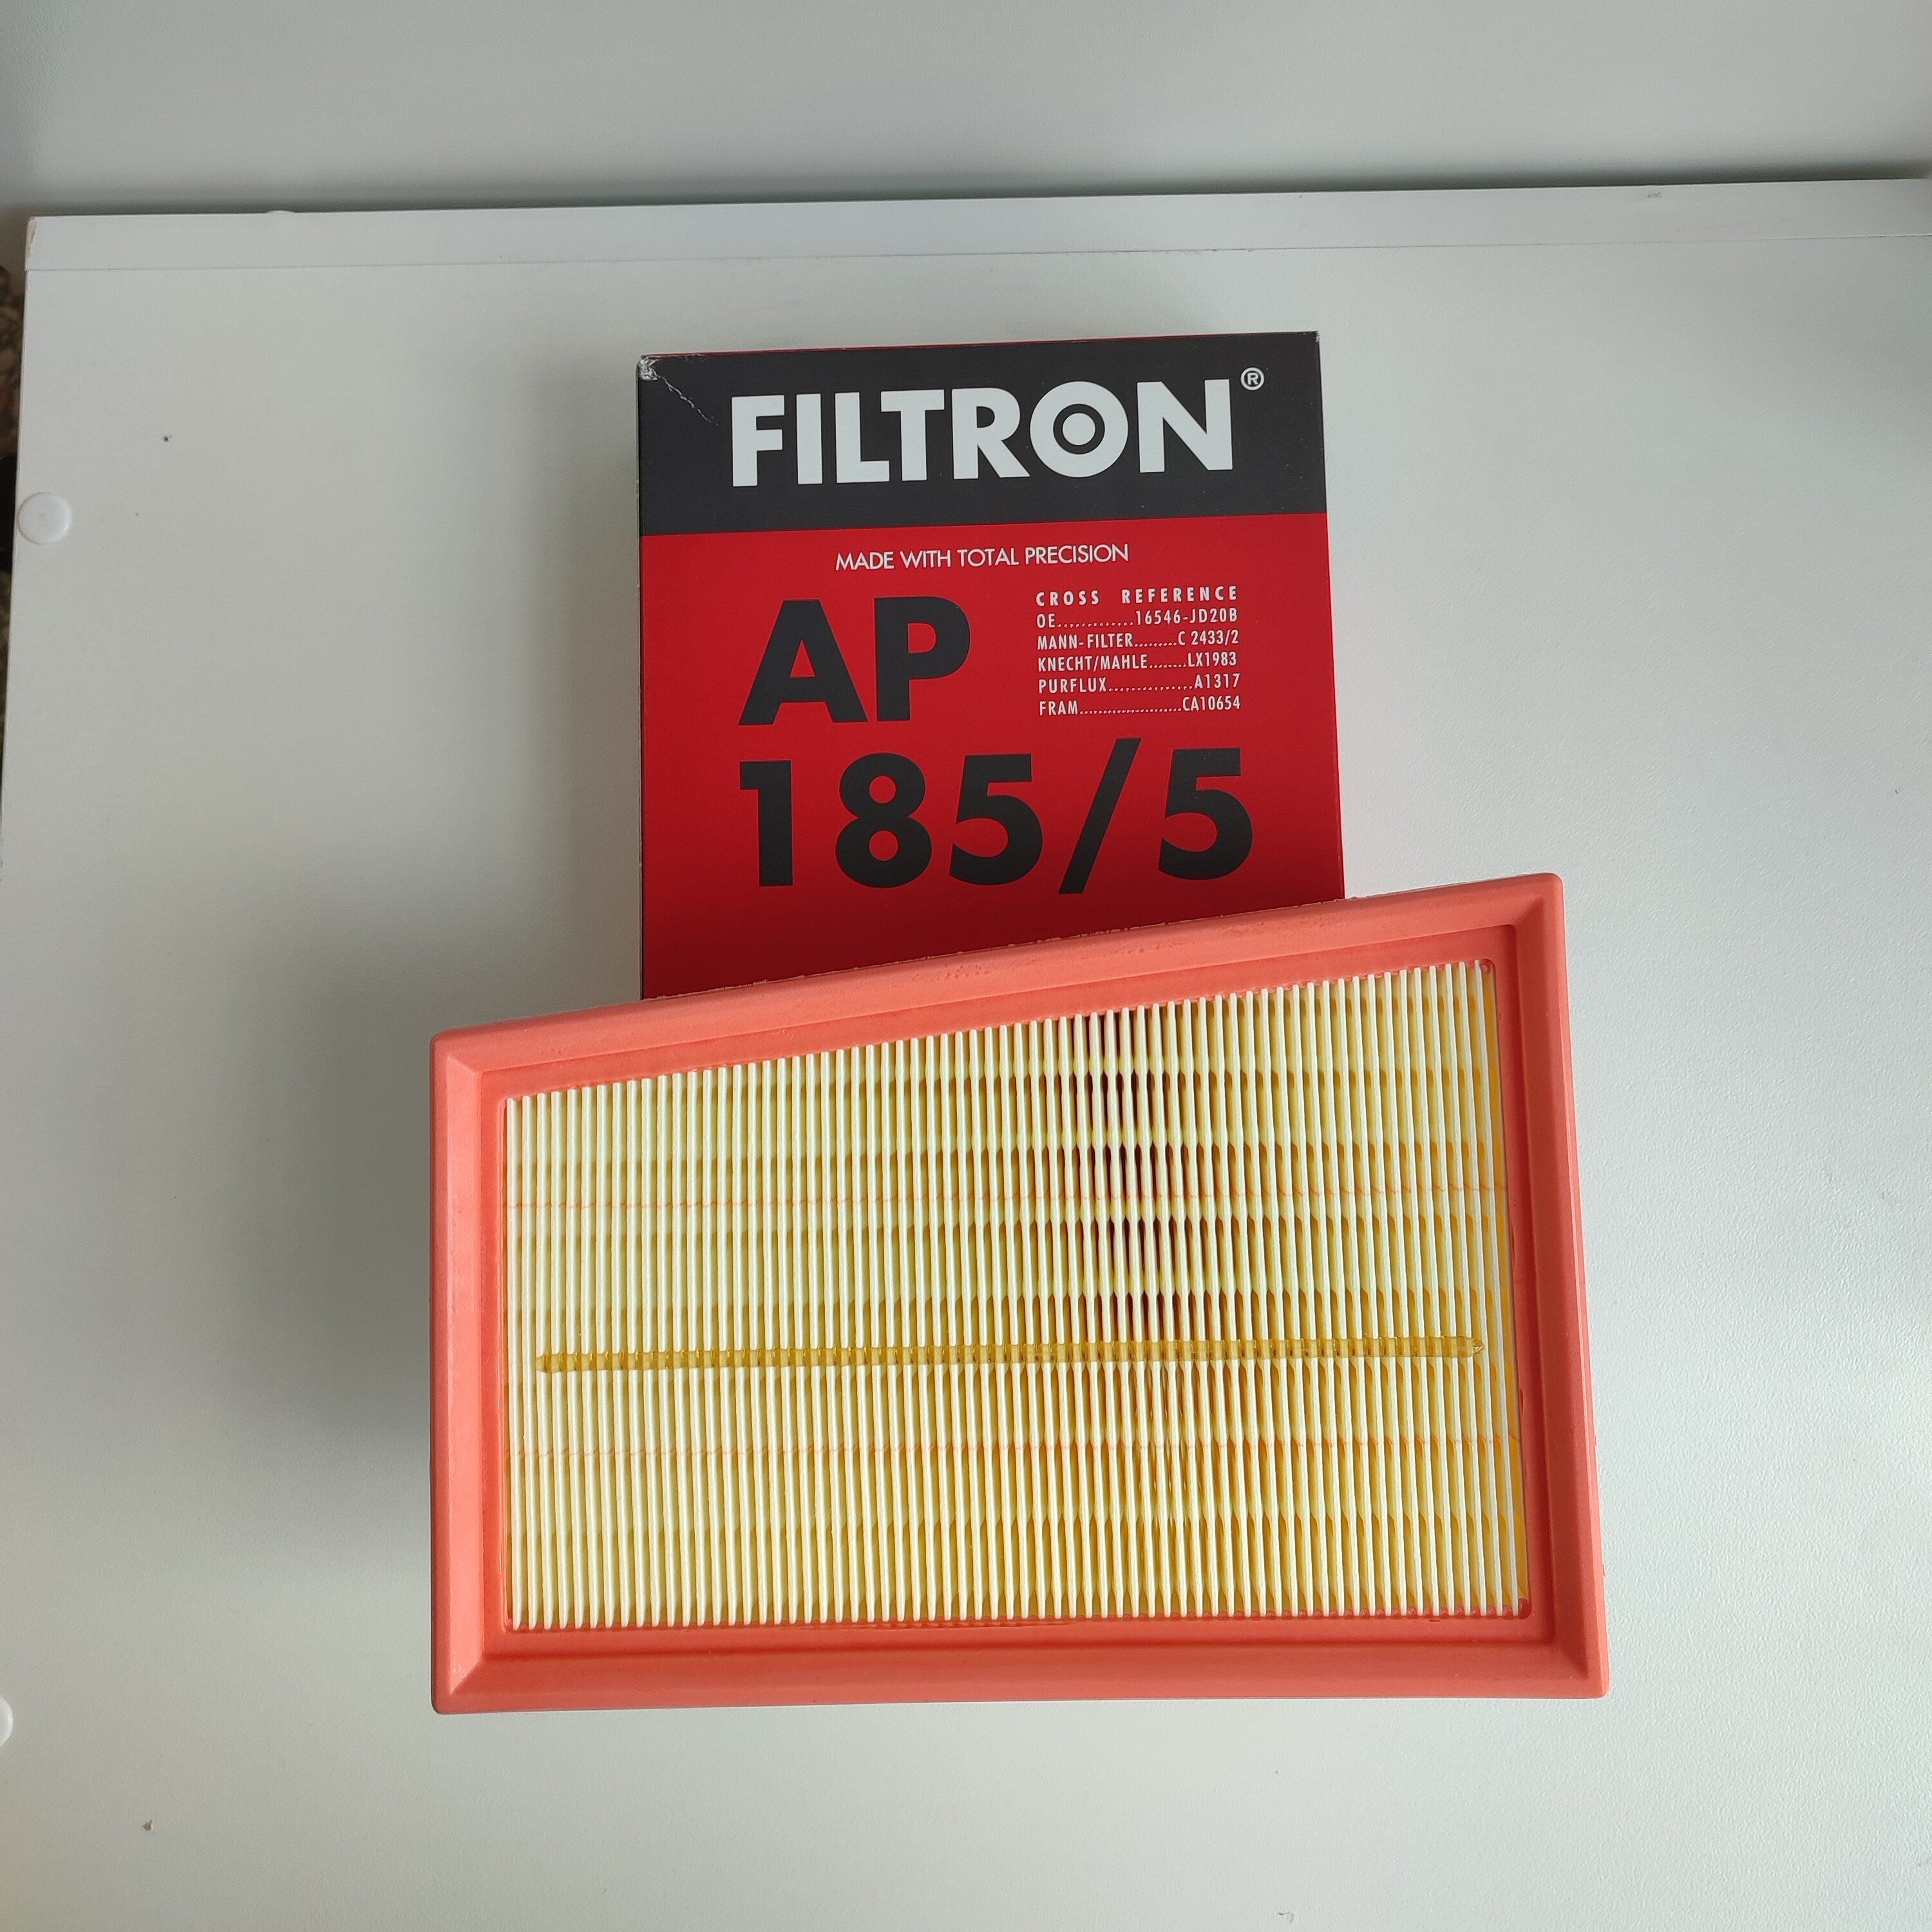 FILTRON®
MADE WITH TOTAL PRECISION
AP
185/5
CROSS REFERENCE
OE.............16546-JD20B
MANN-FILTER.........C 2433/2
KNECHT/MAHLE........LX1983
PURFLUX...............A1317
FRAM.....................CA10654